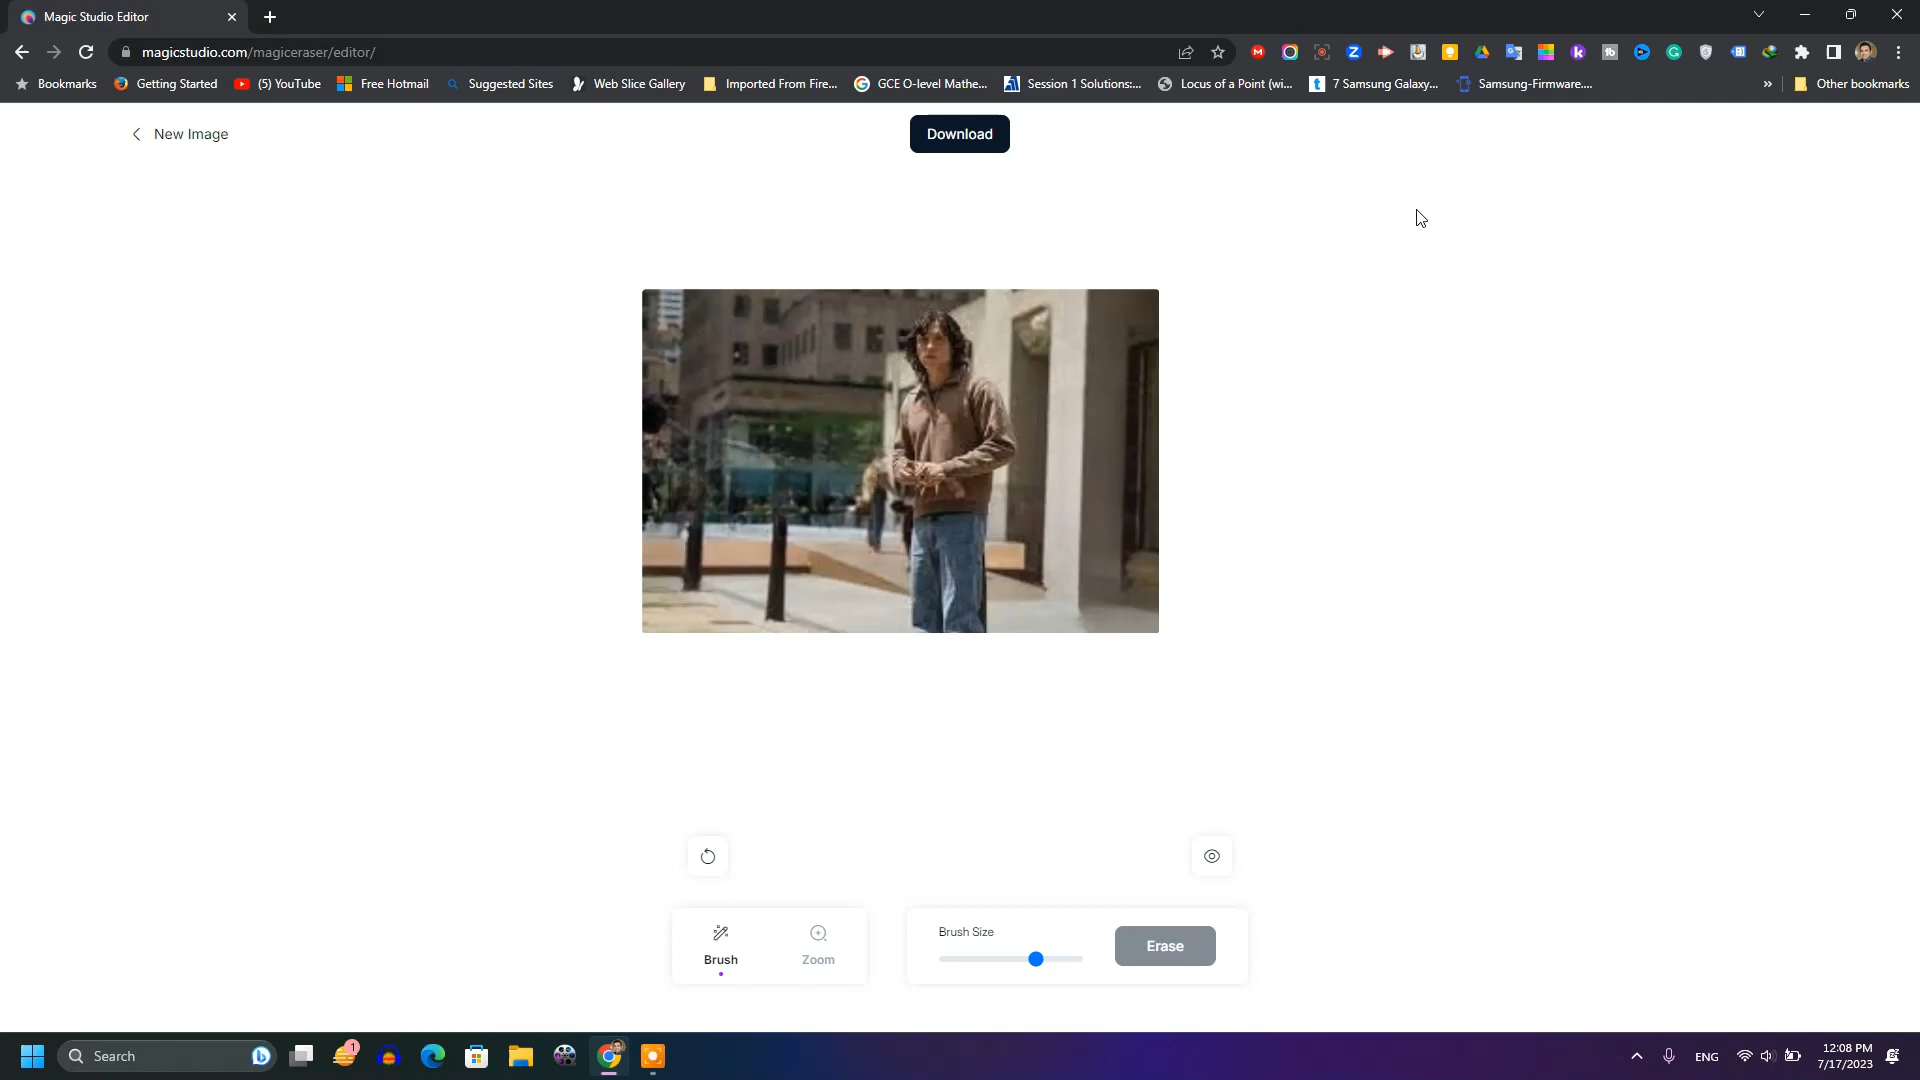 Magic Studio Editor
magicstudio.com/magiceraser/editor/
Bookmarks Getting Started (5) YouTube Free Hotmail Suggested Sites Web Slice Gallery Imported From Fire... GCE O-level Mathe... Session 1 Solutions:... Locus of a Point (wi... 7 Samsung Galaxy... Samsung-Firmware.... » Other bookmarks
New Image
Download
Brush Size
Erase
Brush
Zoom
Search
1
ENG
12:08 PM
7/17/2023